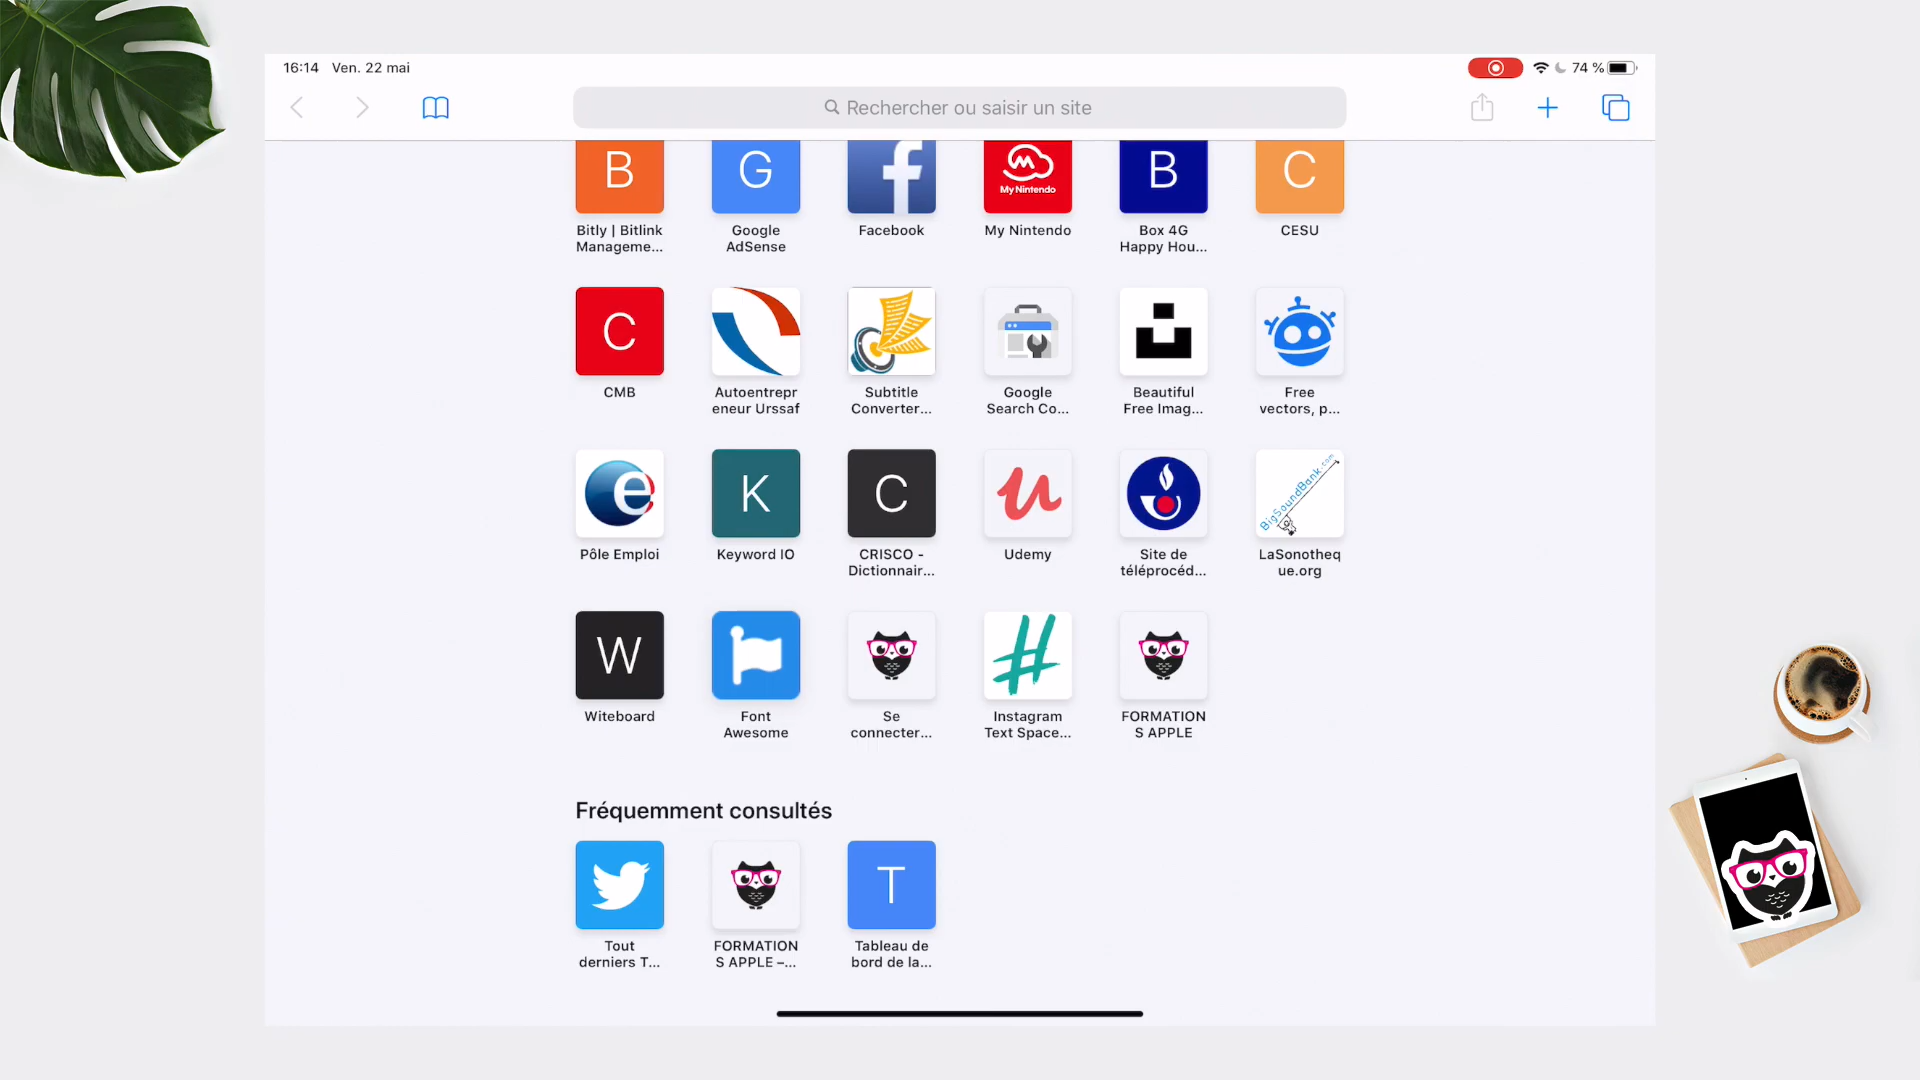 16:14 Ven. 22 mai
74 %
Rechercher ou saisir un site
B
G
f
My Nintendo
B
C
Bitly | Bitlink
Manageme...
Google
AdSense
Facebook
My Nintendo
Box 4G
Happy Hou...
CESU
C
CMB
Autoentrepr
eneur Urssaf
Subtitle
Converter...
Google
Search Co...
Beautiful
Free Imag...
Free
vectors, p...
e
K
C
u
BigSoundBank.com
Pôle Emploi
Keyword IO
CRISCO -
Dictionnair...
Udemy
Site de
téléprocéd...
LaSonotheq
ue.org
W
#
Witeboard
Font
Awesome
Se
connecter...
Instagram
Text Space...
FORMATION
S APPLE
Fréquemment consultés
T
Tout
derniers T...
FORMATION
S APPLE –...
Tableau de
bord de la...